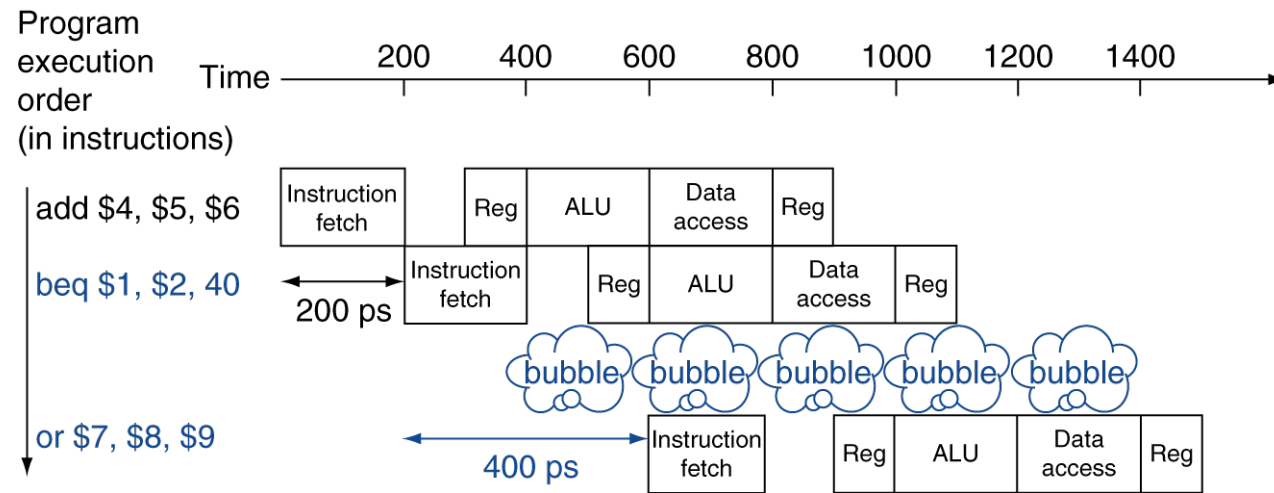 Program
execution
order
(in instructions)
Time
200 400 600 800 1000 1200 1400
add $4, $5, $6
Instruction
fetch
Reg
ALU
Data
access
Reg
beq $1, $2, 40
200 ps
Instruction
fetch
Reg
ALU
Data
access
Reg
bubble bubble bubble bubble bubble
or $7, $8, $9
400 ps
Instruction
fetch
Reg
ALU
Data
access
Reg